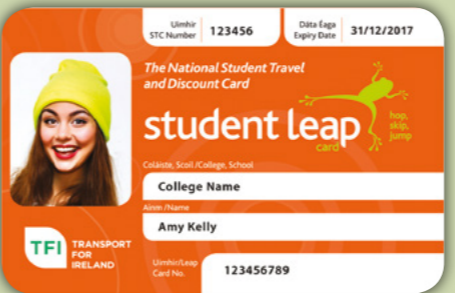 Uimhir
STC Number
123456
Dáta Éaga
Expiry Date
31/12/2017
The National Student Travel
and Discount Card
student leap
card
hop,
skip,
jump
Coláiste, Scoil /College, School
College Name
Ainm /Name
Amy Kelly
TFI
TRANSPORT
FOR
IRELAND
Uimhir/Leap
Card No.
123456789